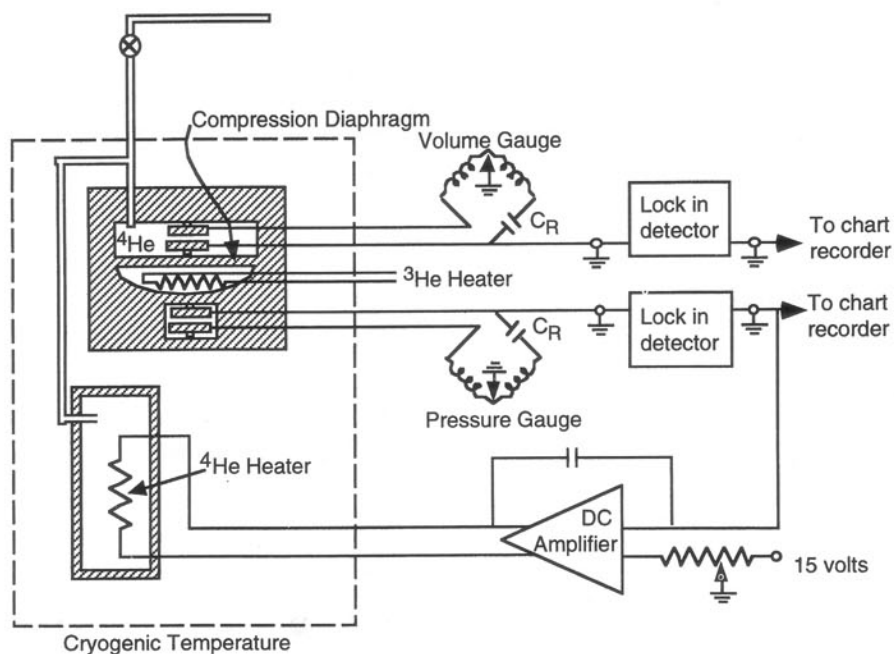 Compression Diaphragm
Volume Gauge
C_R
Lock in
detector
To chart
recorder
⁴He
³He Heater
C_R
Lock in
detector
To chart
recorder
Pressure Gauge
⁴He Heater
DC
Amplifier
15 volts
Cryogenic Temperature